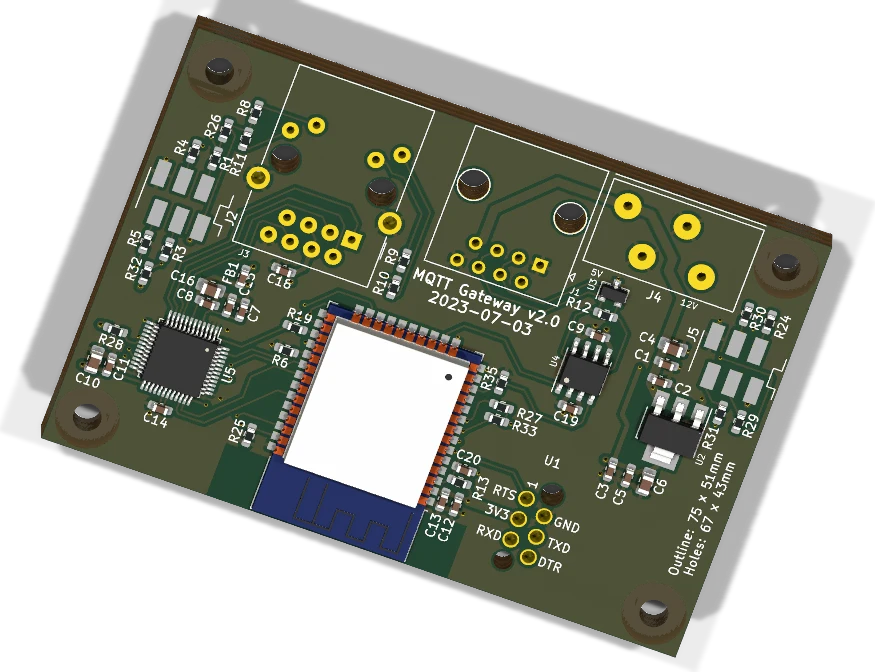 R8
R26
R4
R1
R11
J2
R5
R3
R32
J3
FB1
C16
C8
C7
C18
R9
R10
MQTT Gateway v2.0
2023-07-03
J1
5V
U3
R12
J4
12V
C9
R30
R24
J5
R19
R6
R28
C10
C11
U5
C14
R25
R35
R27
R33
U4
C19
C4
C1
C2
R31
R29
U2
C3
C5
C6
U1
1
C20
R13
C13
C12
RTS
3V3
RXD
GND
TXD
DTR
Outline: 75 x 51mm
Holes: 67 x 43mm